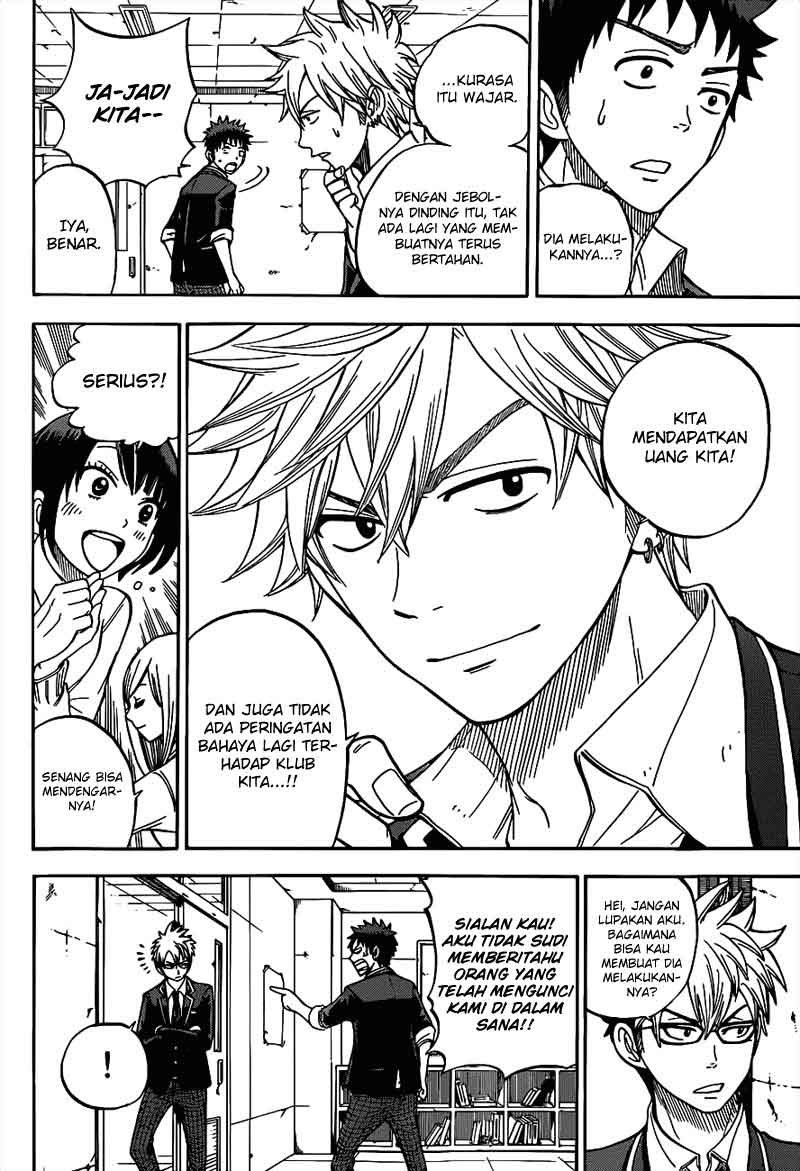 DIA MELAKU-
KANNYA...?
...KURASA
ITU WAJAR.
DENGAN JEBOL-
NYA DINDING ITU, TAK
ADA LAGI YANG MEM-
BUATNYA TERUS
BERTAHAN.
JA-JADI
KITA--
IYA,
BENAR.
KITA
MENDAPATKAN
UANG KITA!
DAN JUGA TIDAK
ADA PERINGATAN
BAHAYA LAGI TER-
HADAP KLUB
KITA...!!
SERIUS?!
SENANG BISA
MENDENGAR-
NYA!
HEI, JANGAN
LUPAKAN AKU.
BAGAIMANA
BISA KAU
MEMBUAT DIA
MELAKUKAN-
NYA?
SIALAN KAU!
AKU TIDAK SUDI
MEMBERITAHU
ORANG YANG
TELAH MENGUNCI
KAMI DI DALAM
SANA!!
!